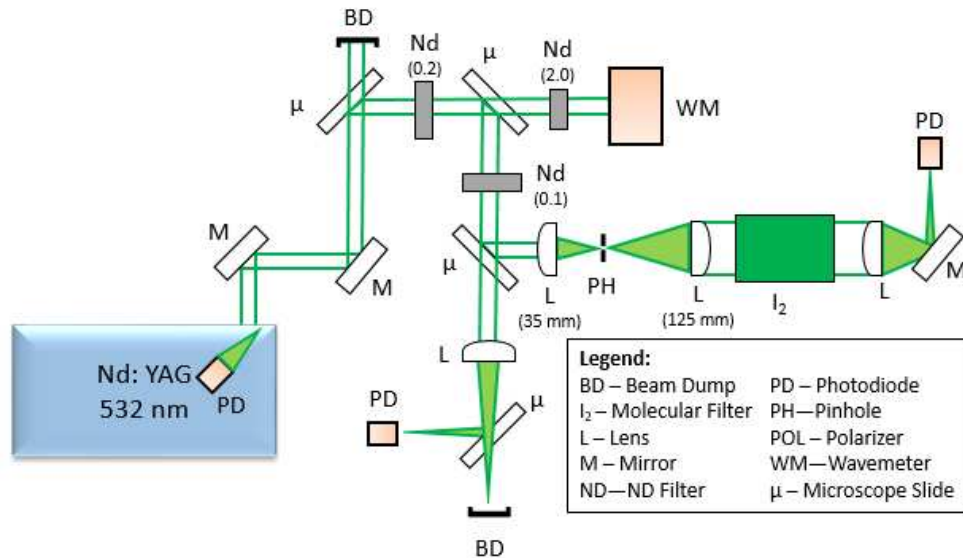 BD
Nd
(0.2)
μ
Nd
(2.0)
μ
WM
PD
Nd
(0.1)
M
M
μ
L
(35 mm)
PH
L
(125 mm)
I2
L
M
Nd: YAG
532 nm
PD
L
PD
μ
BD
Legend:
BD – Beam Dump PD – Photodiode
I2 – Molecular Filter PH—Pinhole
L – Lens POL – Polarizer
M – Mirror WM—Wavemeter
ND—ND Filter μ – Microscope Slide